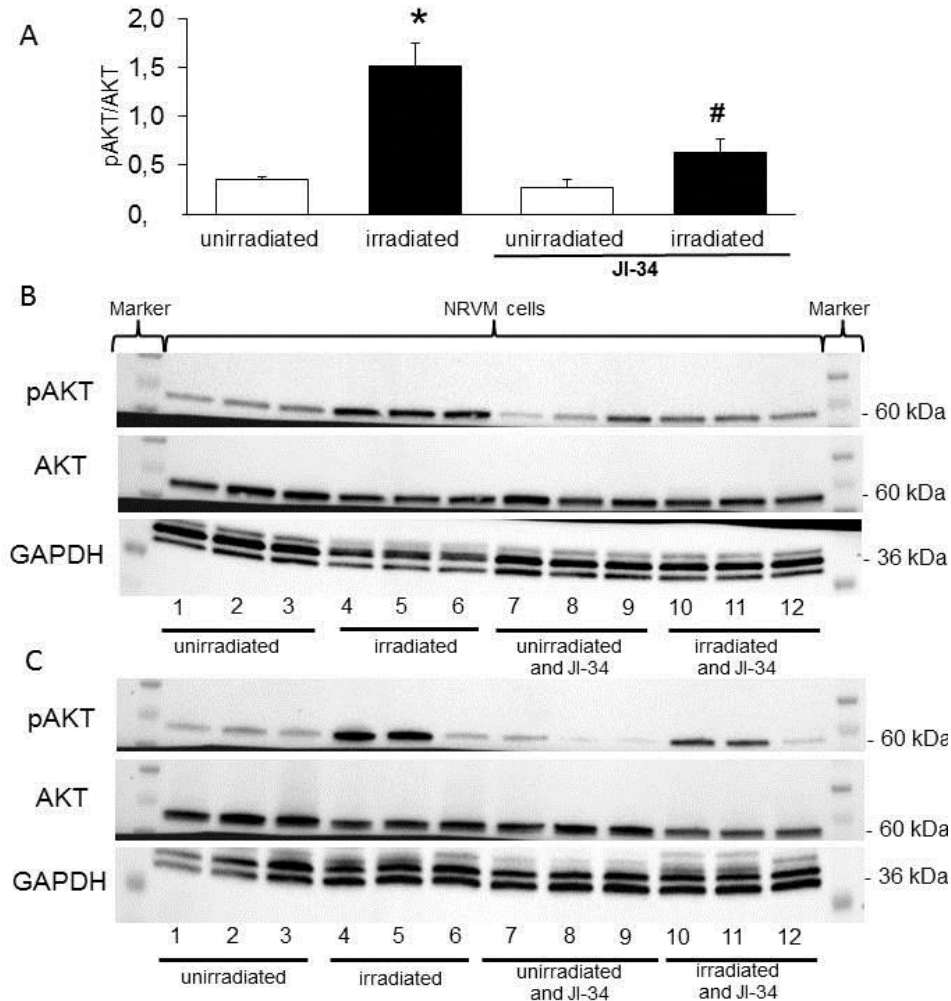 A
pAKT/AKT
2,0
1,5
1,0
0,5
0,
*
#
unirradiated irradiated unirradiated irradiated
JI-34
B
Marker NRVM cells Marker
pAKT - 60 kDa
AKT - 60 kDa
GAPDH - 36 kDa
1 2 3 4 5 6 7 8 9 10 11 12
unirradiated irradiated unirradiated and JI-34 irradiated and JI-34
C
pAKT - 60 kDa
AKT - 60 kDa
GAPDH - 36 kDa
1 2 3 4 5 6 7 8 9 10 11 12
unirradiated irradiated unirradiated and JI-34 irradiated and JI-34